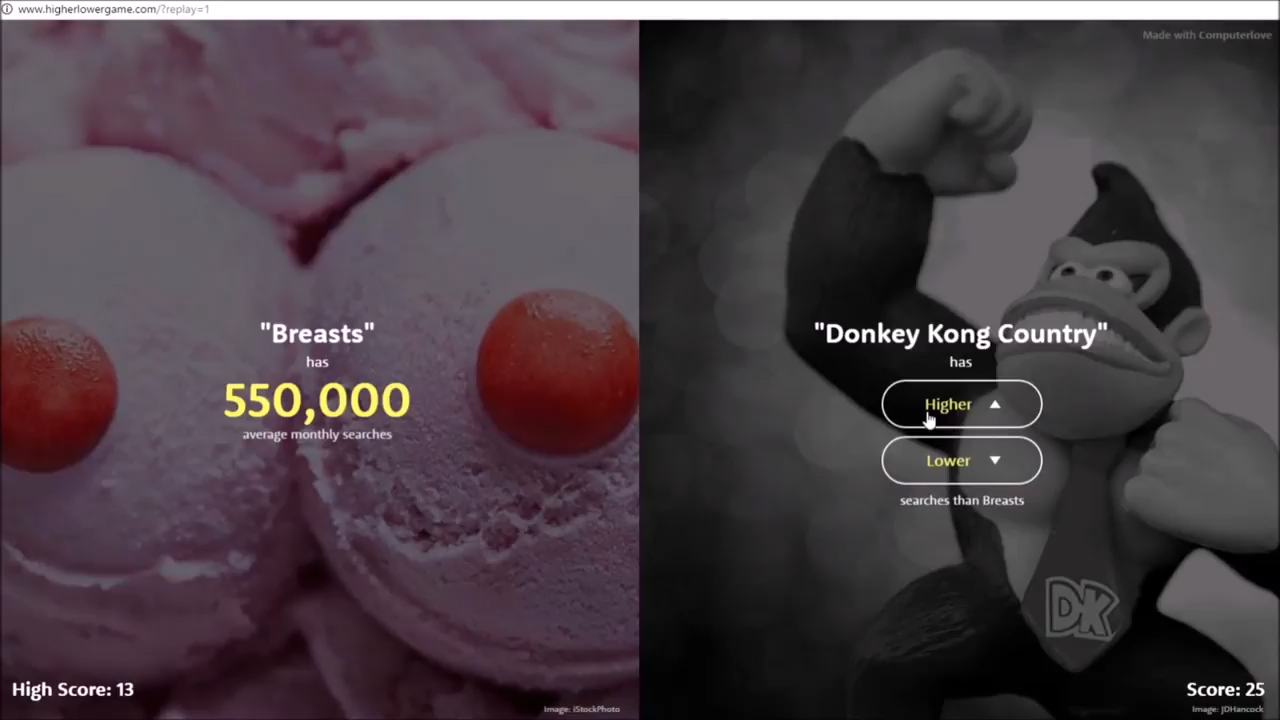 www.higherlowergame.com/?replay=1
Made with Computerlove
"Breasts"
has
550,000
average monthly searches
"Donkey Kong Country"
has
Higher ▲
Lower ▼
searches than Breasts
DK
High Score: 13
Image: iStockPhoto
Score: 25
Image: JDHancock